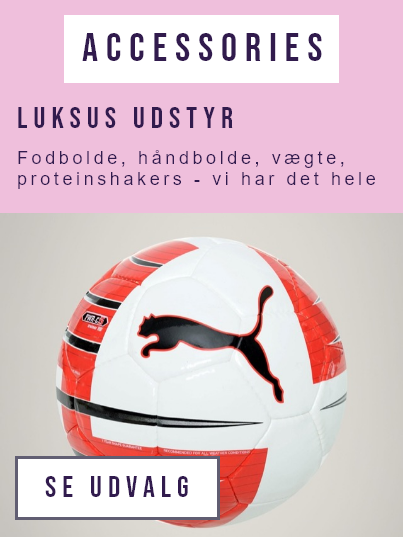 ACCESSORIES
LUKSUS UDSTYR
Fodbolde, håndbolde, vægte,
proteinshakers - vi har det hele
SE UDVALG